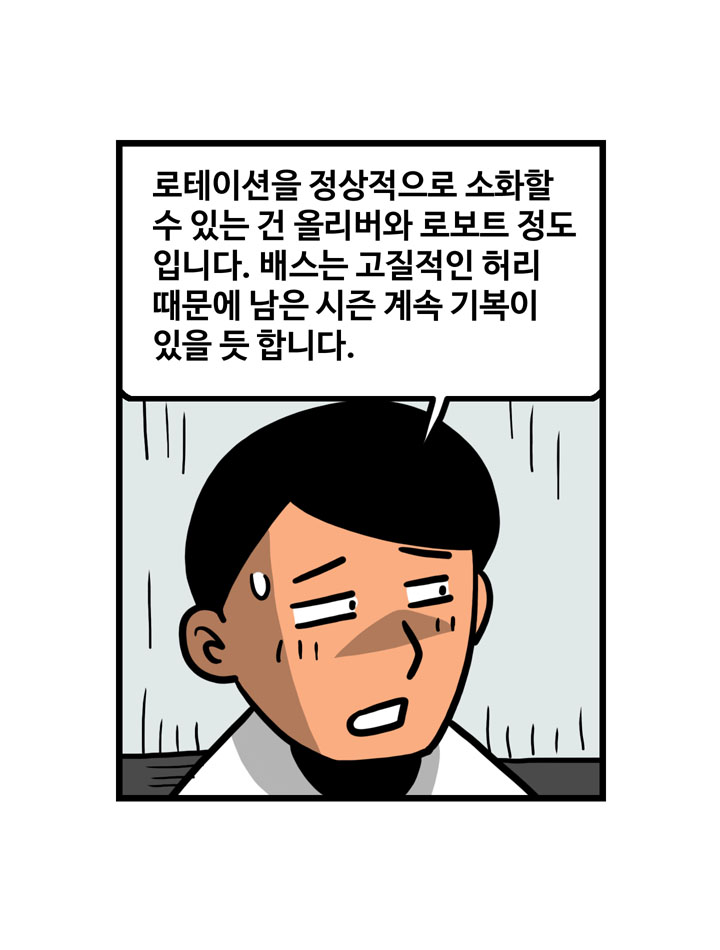 로테이션을 정상적으로 소화할
수 있는 건 올리버와 로보트 정도
입니다. 배스는 고질적인 허리
때문에 남은 시즌 계속 기복이
있을 듯 합니다.